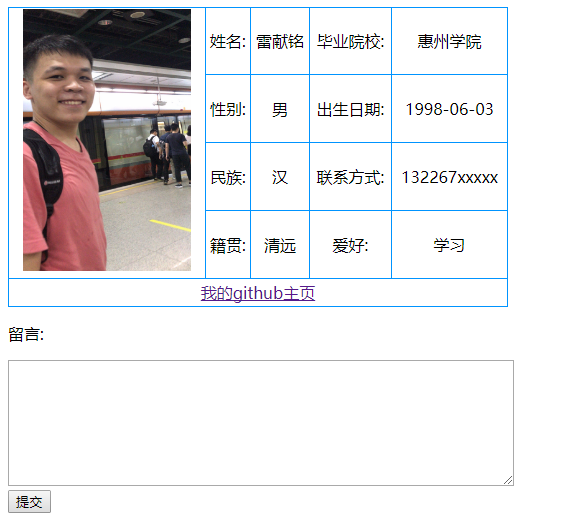 姓名: 雷献铭 毕业院校: 惠州学院
性别: 男 出生日期: 1998-06-03
民族: 汉 联系方式: 132267xxxxx
籍贯: 清远 爱好: 学习
我的github主页
留言:
提交